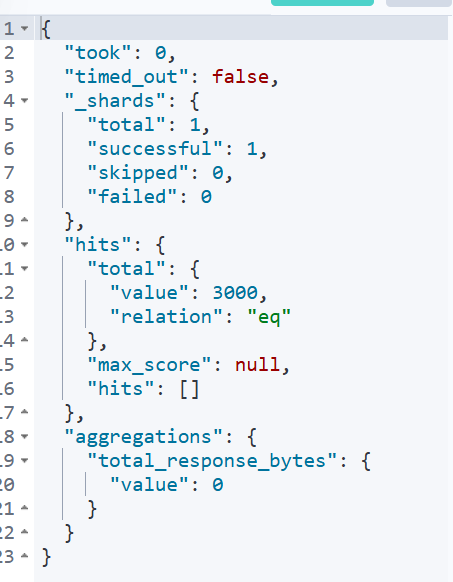 1 {
2 "took": 0,
3 "timed_out": false,
4 "_shards": {
5 "total": 1,
6 "successful": 1,
7 "skipped": 0,
8 "failed": 0
9 },
10 "hits": {
11 "total": {
12 "value": 3000,
13 "relation": "eq"
14 },
15 "max_score": null,
16 "hits": []
17 },
18 "aggregations": {
19 "total_response_bytes": {
20 "value": 0
21 }
22 }
23 }